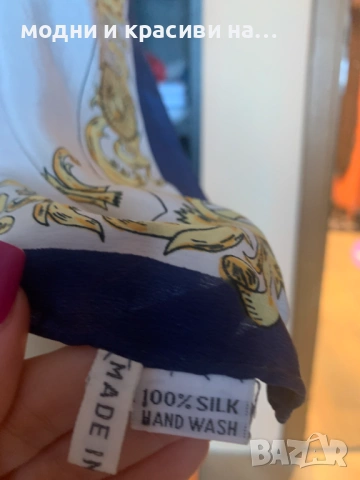 модни и красиви на...
MADE IN
100% SILK
HAND WASH
BAZAR